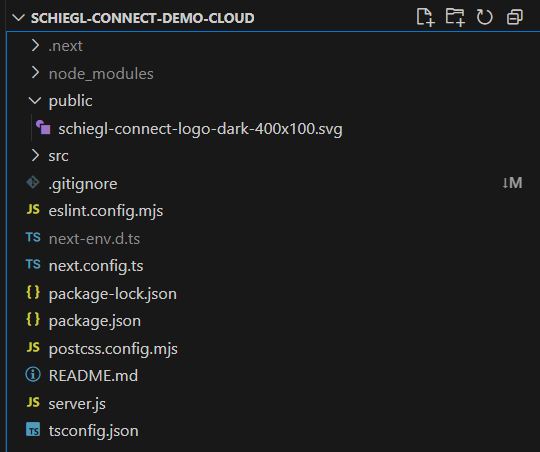 SCHIEGL-CONNECT-DEMO-CLOUD
.next
node_modules
public
schiegl-connect-logo-dark-400x100.svg
src
.gitignore ↓M
JS eslint.config.mjs
TS next-env.d.ts
TS next.config.ts
{ } package-lock.json
{ } package.json
JS postcss.config.mjs
README.md
JS server.js
TS tsconfig.json